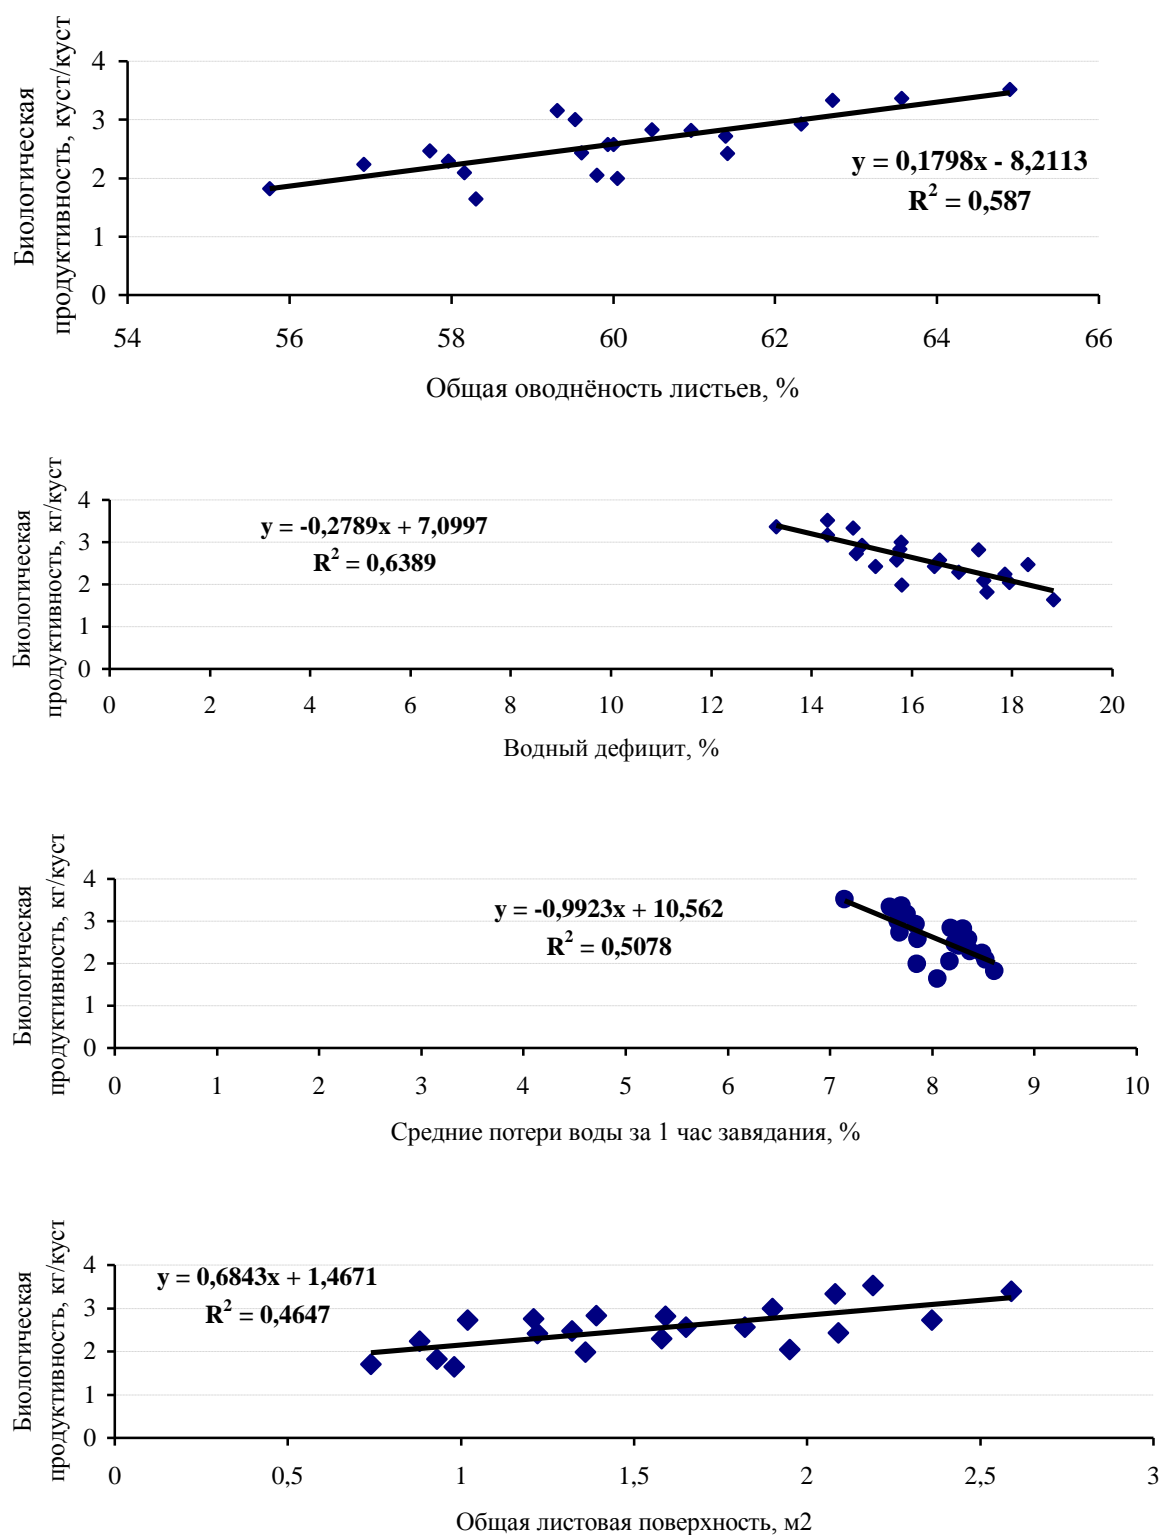 Биологическая
продуктивность, куст/куст
4
3
2
1
0
y = 0,1798x - 8,2113
R² = 0,587
54 56 58 60 62 64 66
Общая оводнёность листьев, %
Биологическая
продуктивность, кг/куст
4
3
2
1
0
y = -0,2789x + 7,0997
R² = 0,6389
0 2 4 6 8 10 12 14 16 18 20
Водный дефицит, %
Биологическая
продуктивность, кг/куст
4
3
2
1
0
y = -0,9923x + 10,562
R² = 0,5078
0 1 2 3 4 5 6 7 8 9 10
Средние потери воды за 1 час завядания, %
Биологическая
продуктивность, кг/куст
4
3
2
1
0
y = 0,6843x + 1,4671
R² = 0,4647
0 0,5 1 1,5 2 2,5 3
Общая листовая поверхность, м2